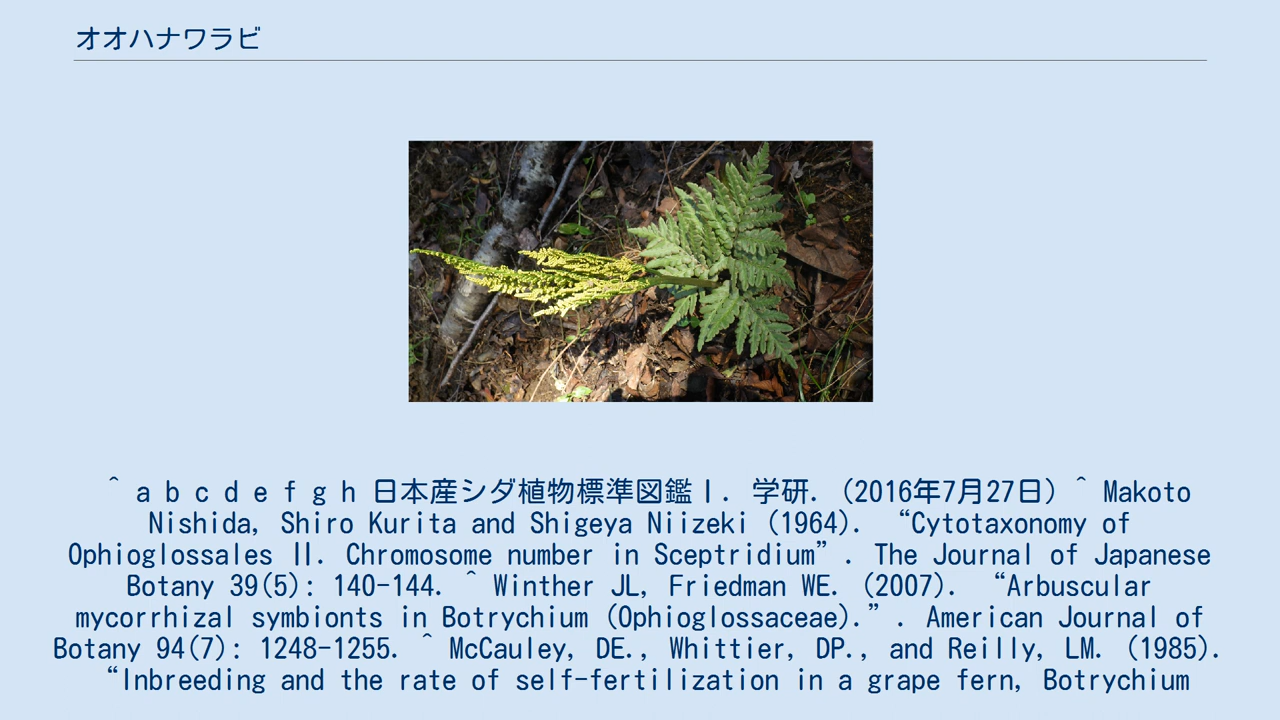 オオハナワラビ
^ a b c d e f g h 日本産シダ植物標準図鑑Ⅰ. 学研. (2016年7月27日) ^ Makoto
Nishida, Shiro Kurita and Shigeya Niizeki (1964). “Cytotaxonomy of
Ophioglossales Ⅱ. Chromosome number in Sceptridium”. The Journal of Japanese
Botany 39(5): 140-144. ^ Winther JL, Friedman WE. (2007). “Arbuscular
mycorrhizal symbionts in Botrychium (Ophioglossaceae).”. American Journal of
Botany 94(7): 1248-1255. ^ McCauley, DE., Whittier, DP., and Reilly, LM. (1985).
“Inbreeding and the rate of self-fertilization in a grape fern, Botrychium